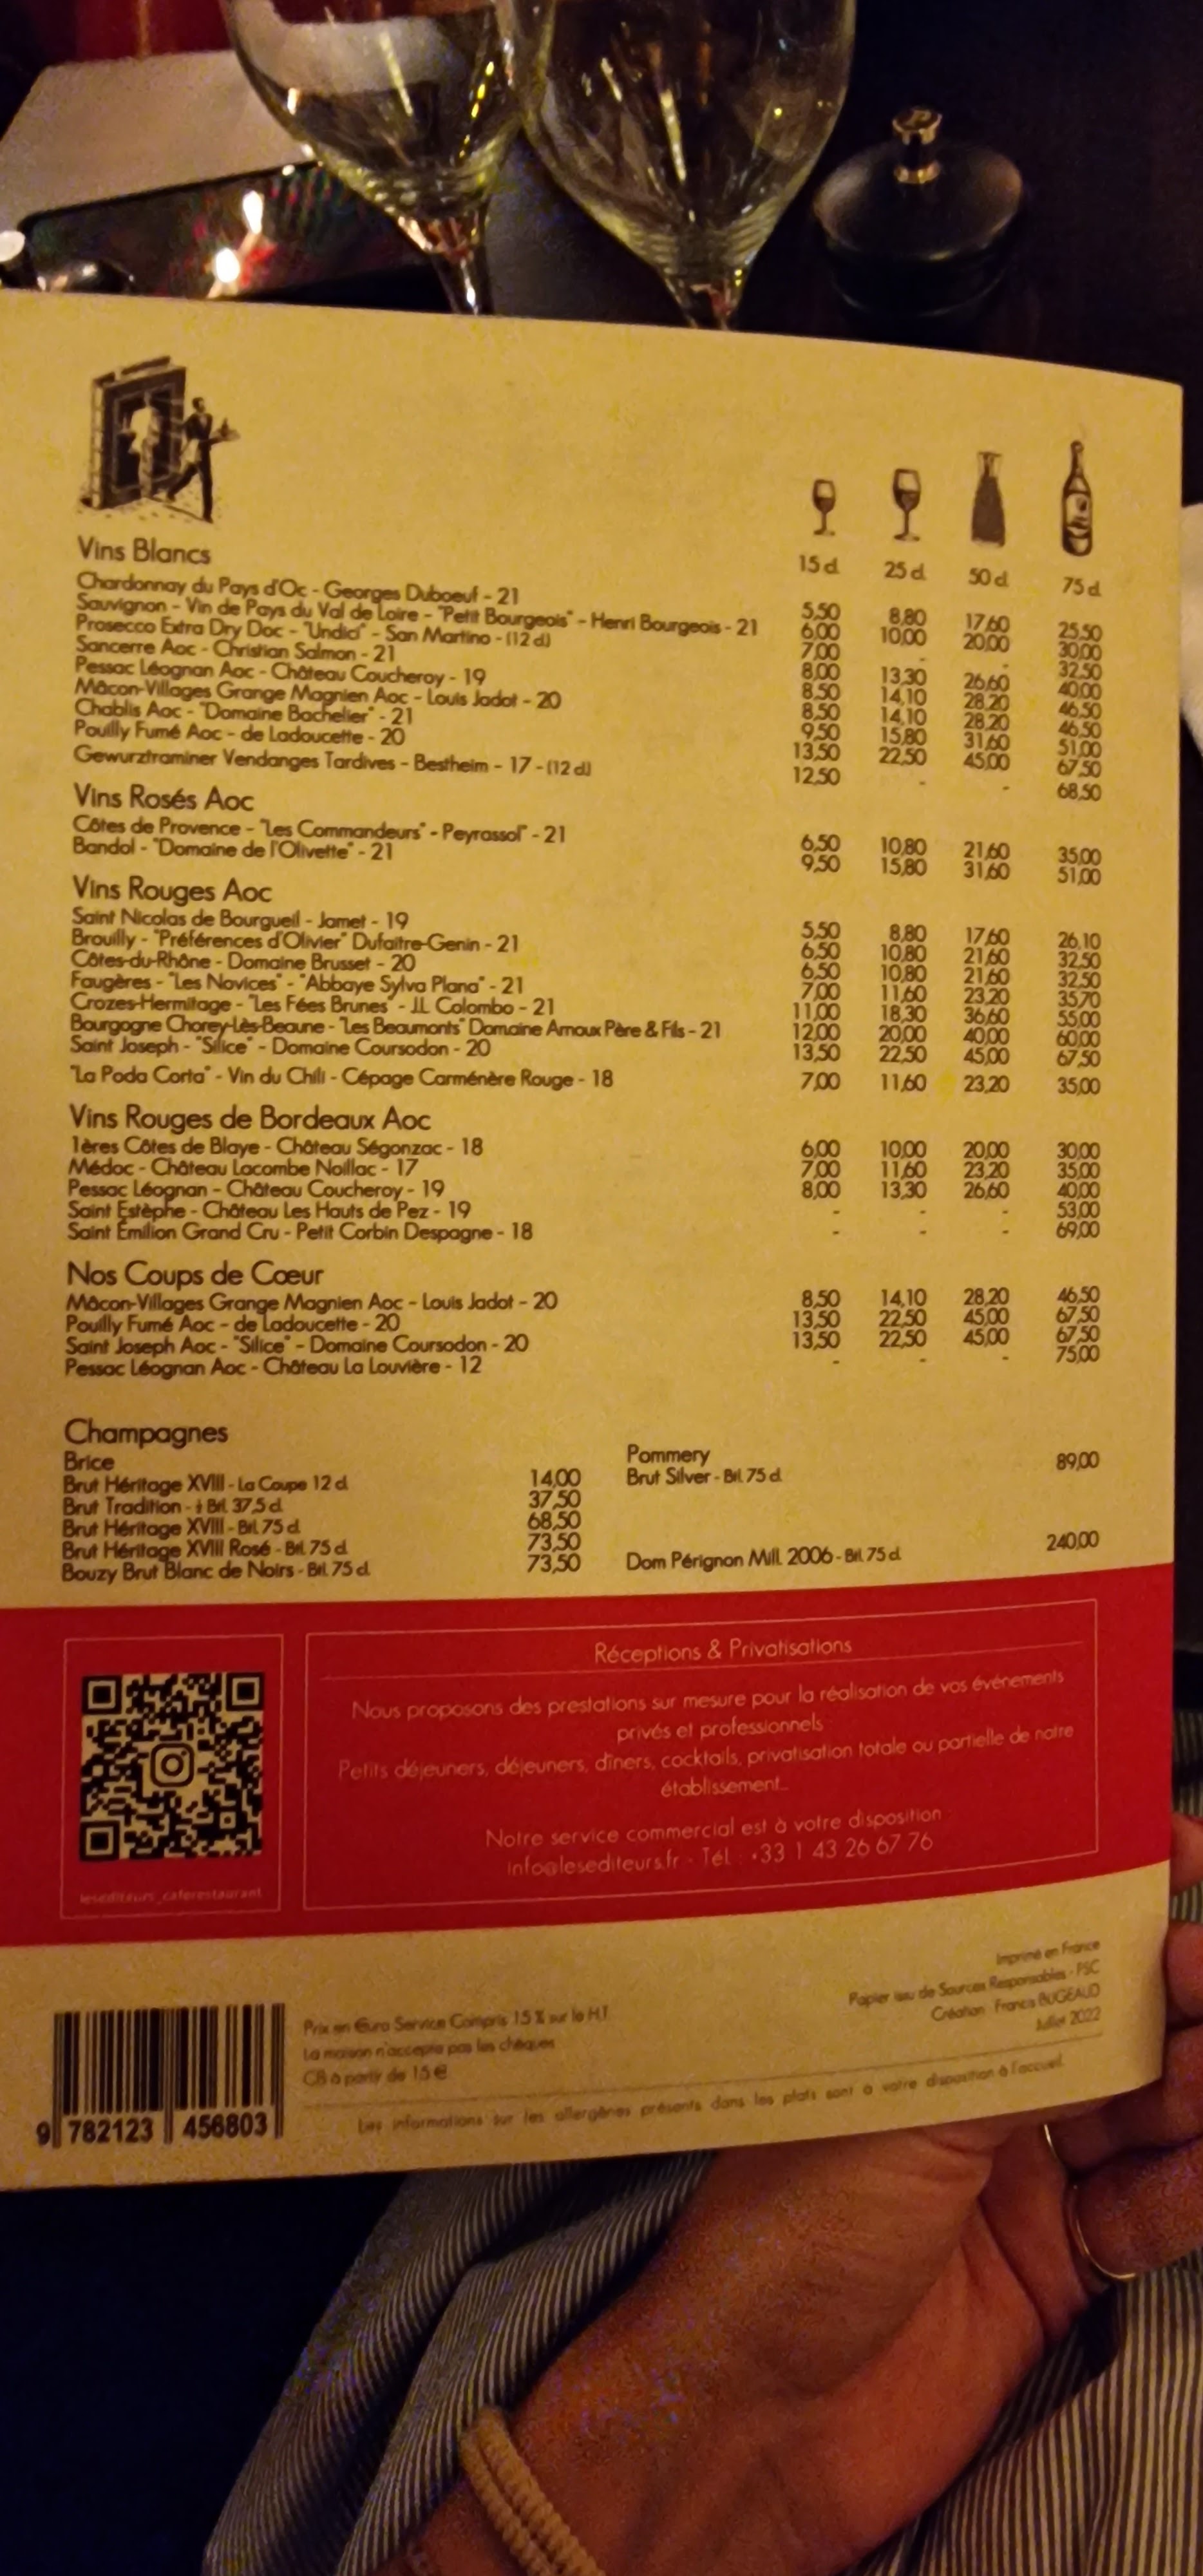 15 cl 25 cl 50 cl 75 cl
Vins Blancs
Chardonnay du Pays d'Oc - Georges Duboeuf - 21 5,50 8,80 17,60 25,50
Sauvignon - Vin de Pays du Val de Loire - "Petit Bourgeois" - Henri Bourgeois - 21 6,00 10,00 20,00 30,00
Prosecco Extra Dry Doc - "Undici" - San Martino - (12 cl) 7,00 - - 32,50
Sancerre Aoc - Christian Salmon - 21 8,00 13,30 26,60 40,00
Pessac Léognan Aoc - Château Coucheroy - 19 8,50 14,10 28,20 46,50
Mâcon-Villages Grange Magnien Aoc - Louis Jadot - 20 8,50 14,10 28,20 46,50
Chablis Aoc - "Domaine Bachelier" - 21 9,50 15,80 31,60 51,00
Pouilly Fumé Aoc - de Ladoucette - 20 13,50 22,50 45,00 67,50
Gewurztraminer Vendanges Tardives - Bestheim - 17 - (12 cl) 12,50 - - 68,50
Vins Rosés Aoc
Côtes de Provence - "Les Commandeurs" - Peyrassol" - 21 6,50 10,80 21,60 35,00
Bandol - "Domaine de l'Olivette" - 21 9,50 15,80 31,60 51,00
Vins Rouges Aoc
Saint Nicolas de Bourgueil - Jamet - 19 5,50 8,80 17,60 26,10
Brouilly - "Préférences d'Olivier" Dufaitre-Genin - 21 6,50 10,80 21,60 32,50
Côtes-du-Rhône - Domaine Brusset - 20 6,50 10,80 21,60 32,50
Faugères - "Les Novices" - "Abbaye Sylva Plana" - 21 7,00 11,60 23,20 35,70
Crozes-Hermitage - "Les Fées Brunes" - J.L Colombo - 21 11,00 18,30 36,60 55,00
Bourgogne Chorey-Lès-Beaune - "Les Beaumonts" Domaine Arnoux Père & Fils - 21 12,00 20,00 40,00 60,00
Saint Joseph - "Silice" - Domaine Coursodon - 20 13,50 22,50 45,00 67,50
"La Poda Corta" - Vin du Chili - Cépage Carménère Rouge - 18 7,00 11,60 23,20 35,00
Vins Rouges de Bordeaux Aoc
1ères Côtes de Blaye - Château Ségonzac - 18 6,00 10,00 20,00 30,00
Médoc - Château Lacombe Noillac - 17 7,00 11,60 23,20 35,00
Pessac Léognan - Château Coucheroy - 19 8,00 13,30 26,60 40,00
Saint Estèphe - Château Les Hauts de Pez - 19 - - - 53,00
Saint Émilion Grand Cru - Petit Corbin Despagne - 18 - - - 69,00
Nos Coups de Cœur
Mâcon-Villages Grange Magnien Aoc - Louis Jadot - 20 8,50 14,10 28,20 46,50
Pouilly Fumé Aoc - de Ladoucette - 20 13,50 22,50 45,00 67,50
Saint Joseph Aoc - "Silice" - Domaine Coursodon - 20 13,50 22,50 45,00 67,50
Pessac Léognan Aoc - Château La Louvière - 12 - - - 75,00
Champagnes
Brice
Brut Héritage XVIII - La Coupe 12 cl 14,00
Brut Tradition - ½ Btl. 37,5 cl 37,50
Brut Héritage XVIII - Btl. 75 cl 68,50
Brut Héritage XVIII Rosé - Btl. 75 cl 73,50
Bouzy Brut Blanc de Noirs - Btl. 75 cl 73,50
Pommery
Brut Silver - Btl. 75 cl 89,00
Dom Pérignon Mill. 2006 - Btl. 75 cl 240,00
lesediteurs_caferestaurant
Réceptions & Privatisations
Nous proposons des prestations sur mesure pour la réalisation de vos événements
privés et professionnels
Petits déjeuners, déjeuners, dîners, cocktails, privatisation totale ou partielle de notre
établissement...
Notre service commercial est à votre disposition :
info@lesediteurs.fr - Tél. : +33 1 43 26 67 76
9 782123 456803
Prix en €uro Service Compris 15 % sur le H.T
La maison n'accepte pas les chèques
CB à partir de 15 €
Imprimé en France
Papier issu de Sources Responsables - FSC
Création : Francis BUGEAUD
Juillet 2022
Les informations sur les allergènes présents dans les plats sont à votre disposition à l'accueil